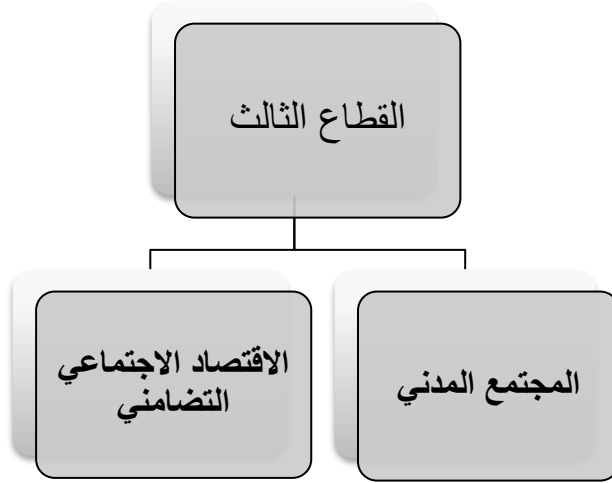 القطاع الثالث
المجتمع المدني
الاقتصاد الاجتماعي
التضامني